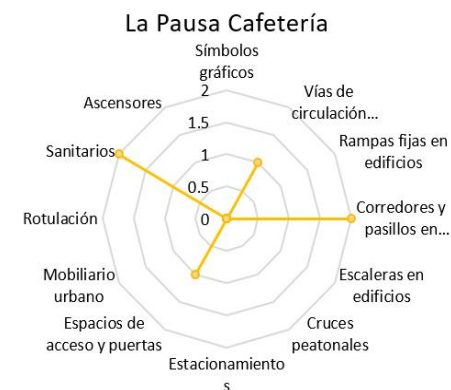 La Pausa Cafetería
Símbolos
gráficos
2
1.5
1
0.5
0
Vías de
circulación...
Rampas fijas en
edificios
Corredores y
pasillos en...
Escaleras en
edificios
Cruces
peatonales
Estacionamiento
s
Espacios de
acceso y puertas
Mobiliario
urbano
Rotulación
Sanitarios
Ascensores